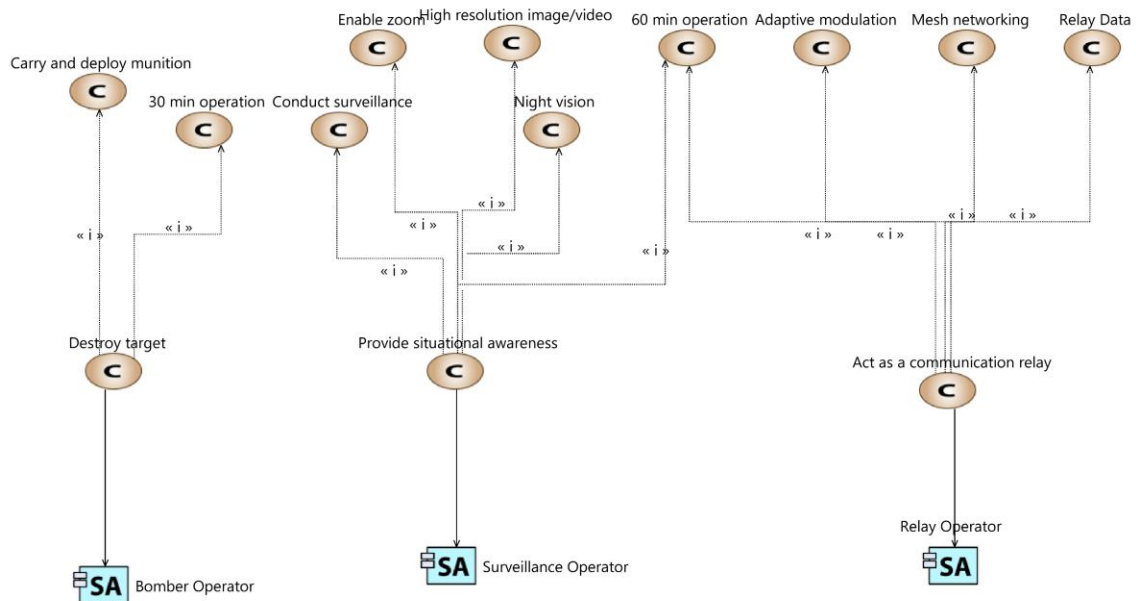 Enable zoom
High resolution image/video
60 min operation
Adaptive modulation
Mesh networking
Relay Data
C
C
C
C
C
C
Carry and deploy munition
C
30 min operation
Conduct surveillance
Night vision
C
C
C
« i »
« i »
« i »
« i »
« i »
« i »
« i »
« i »
« i »
« i »
« i »
Destroy target
Provide situational awareness
Act as a communication relay
C
C
C
Relay Operator
SA
Bomber Operator
SA
Surveillance Operator
SA